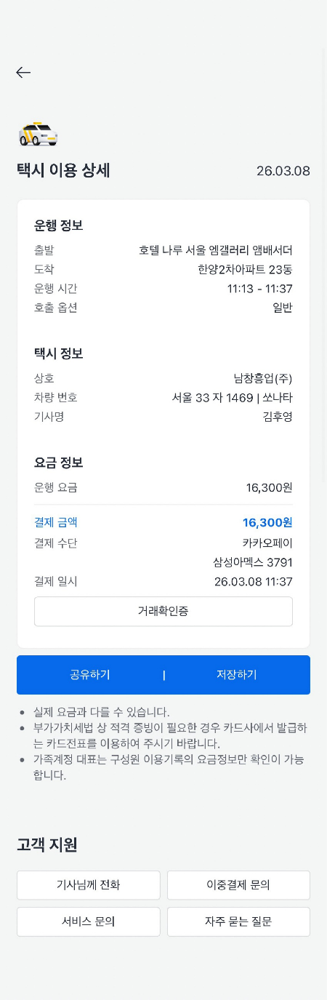 택시 이용 상세 26.03.08
운행 정보
출발 호텔 나루 서울 엠갤러리 앰배서더
도착 한양2차아파트 23동
운행 시간 11:13 - 11:37
호출 옵션 일반
택시 정보
상호 남창흥업(주)
차량 번호 서울 33 자 1469 | 쏘나타
기사명 김후영
요금 정보
운행 요금 16,300원
결제 금액 16,300원
결제 수단 카카오페이
삼성아멕스 3791
결제 일시 26.03.08 11:37
거래확인증
공유하기 | 저장하기
• 실제 요금과 다를 수 있습니다.
• 부가가치세법 상 적격 증빙이 필요한 경우 카드사에서 발급하
는 카드전표를 이용하여 주시기 바랍니다.
• 가족계정 대표는 구성원 이용기록의 요금정보만 확인이 가능
합니다.
고객 지원
기사님께 전화 이중결제 문의
서비스 문의 자주 묻는 질문